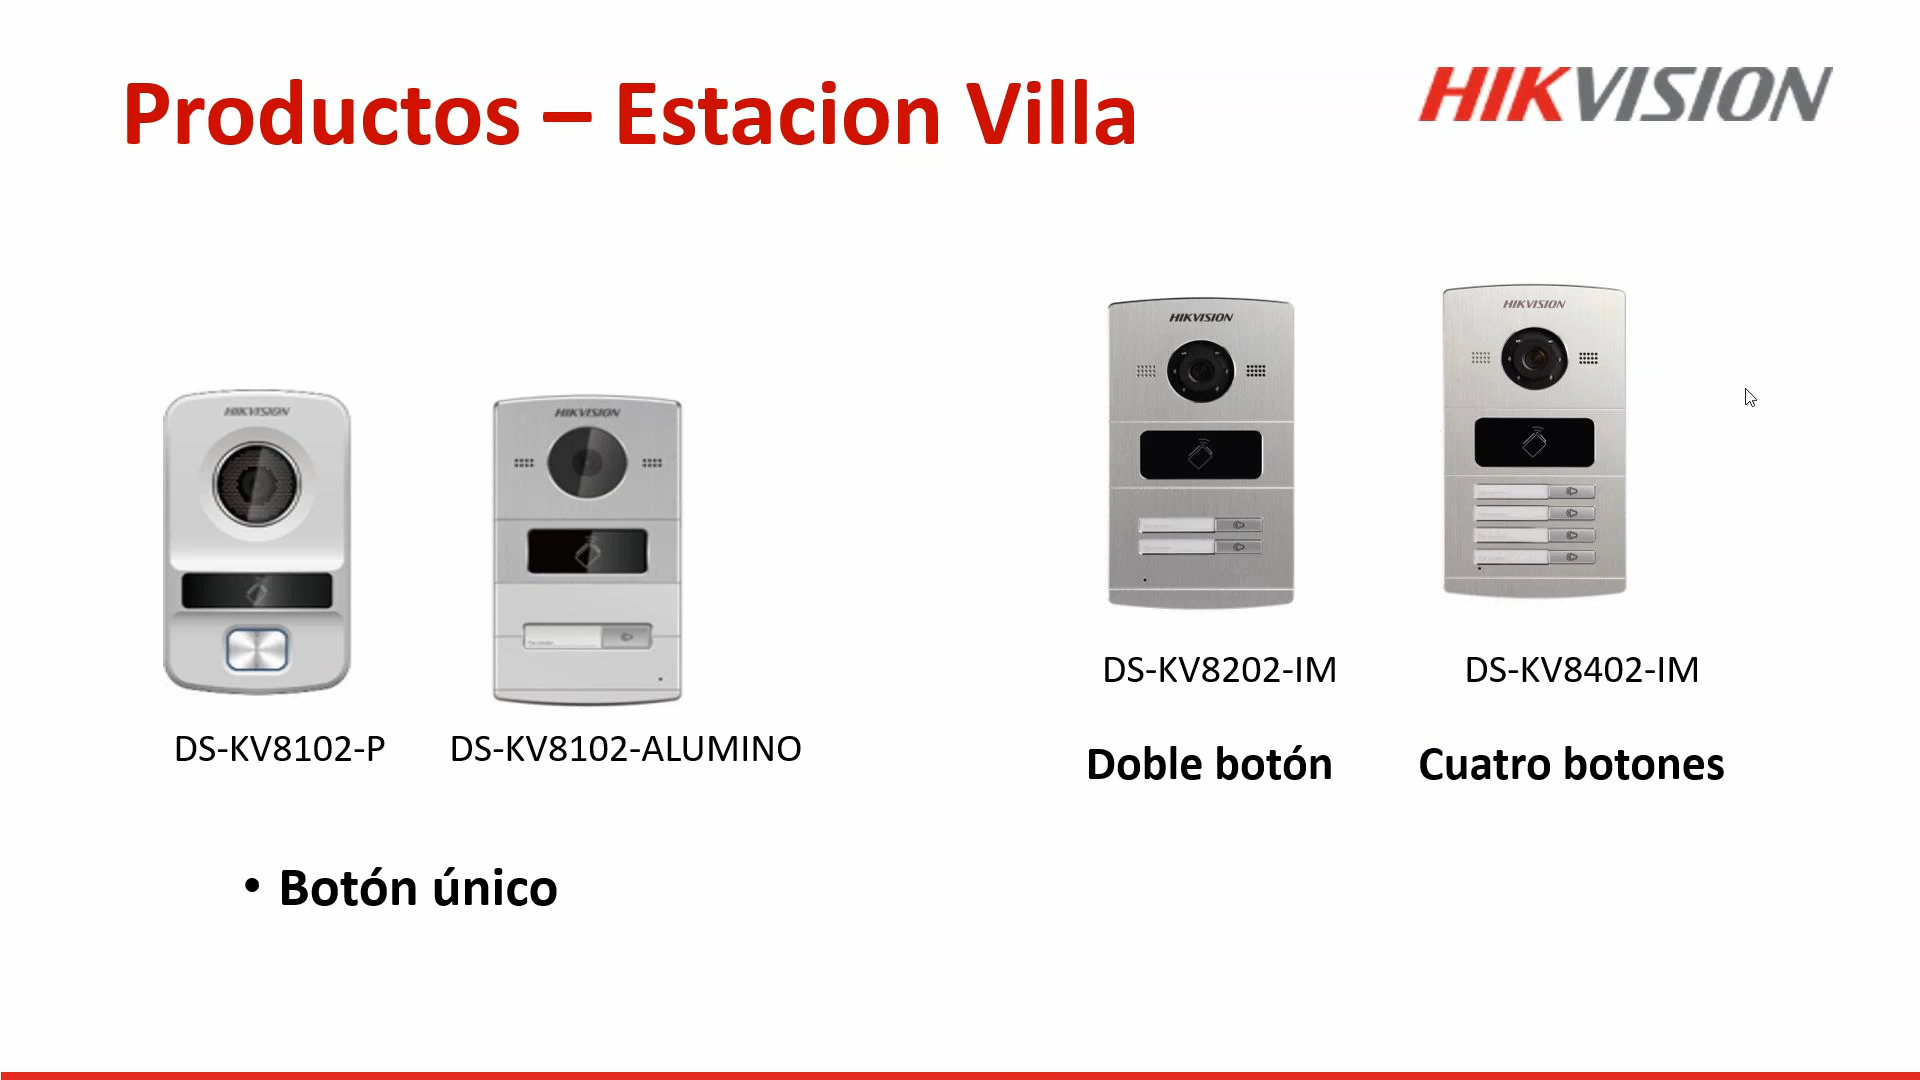 Productos – Estacion Villa
HIKVISION
HIKVISION
HIKVISION
HIKVISION
HIKVISION
DS-KV8102-P
DS-KV8102-ALUMINO
DS-KV8202-IM
DS-KV8402-IM
Doble botón
Cuatro botones
• Botón único